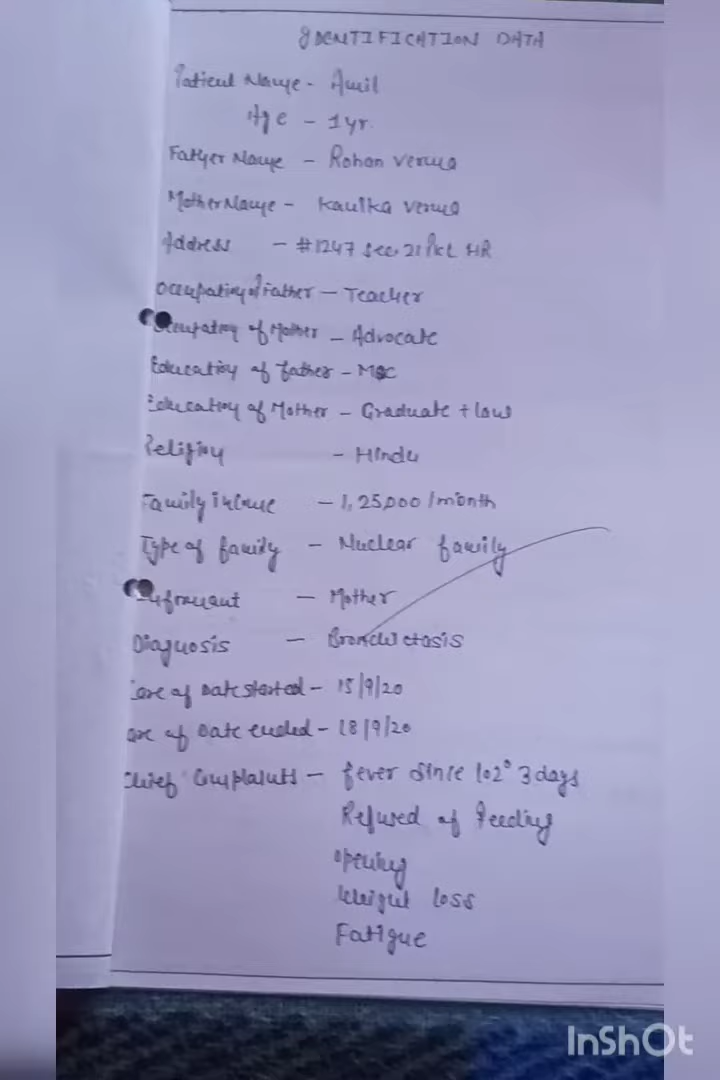 IDENTIFICATION DATA
Patient Name - Amil
Age - 1yr.
Father Name - Rohan verma
Mother Name - Kaulka verma
Address - #1247 sec 21 Pkl HR
Occupation of Father - Teacher
Occupation of Mother - Advocate
Education of father - MSC
Education of Mother - Graduate + law
Religion - Hindu
Family income - 1,25,000 /month
Type of family - Nuclear family
Informant - Mother
Diagnosis - Bronchictasis
Care of Date started - 15/9/20
Care of Date ended - 18/9/20
Chief Complaints - fever since 102° 3 days
Refused of feeding
Weight loss
Fatigue
InShOt